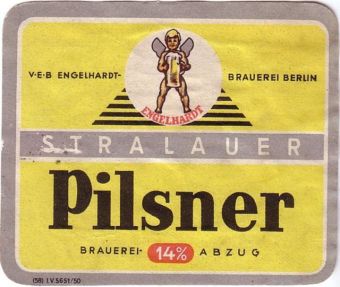 V·E·B ENGELHARDT- BRAUEREI BERLIN
ENGELHARDT
STRALAUER
Pilsner
BRAUEREI- 14% ABZUG
(58) I.V.5651/50